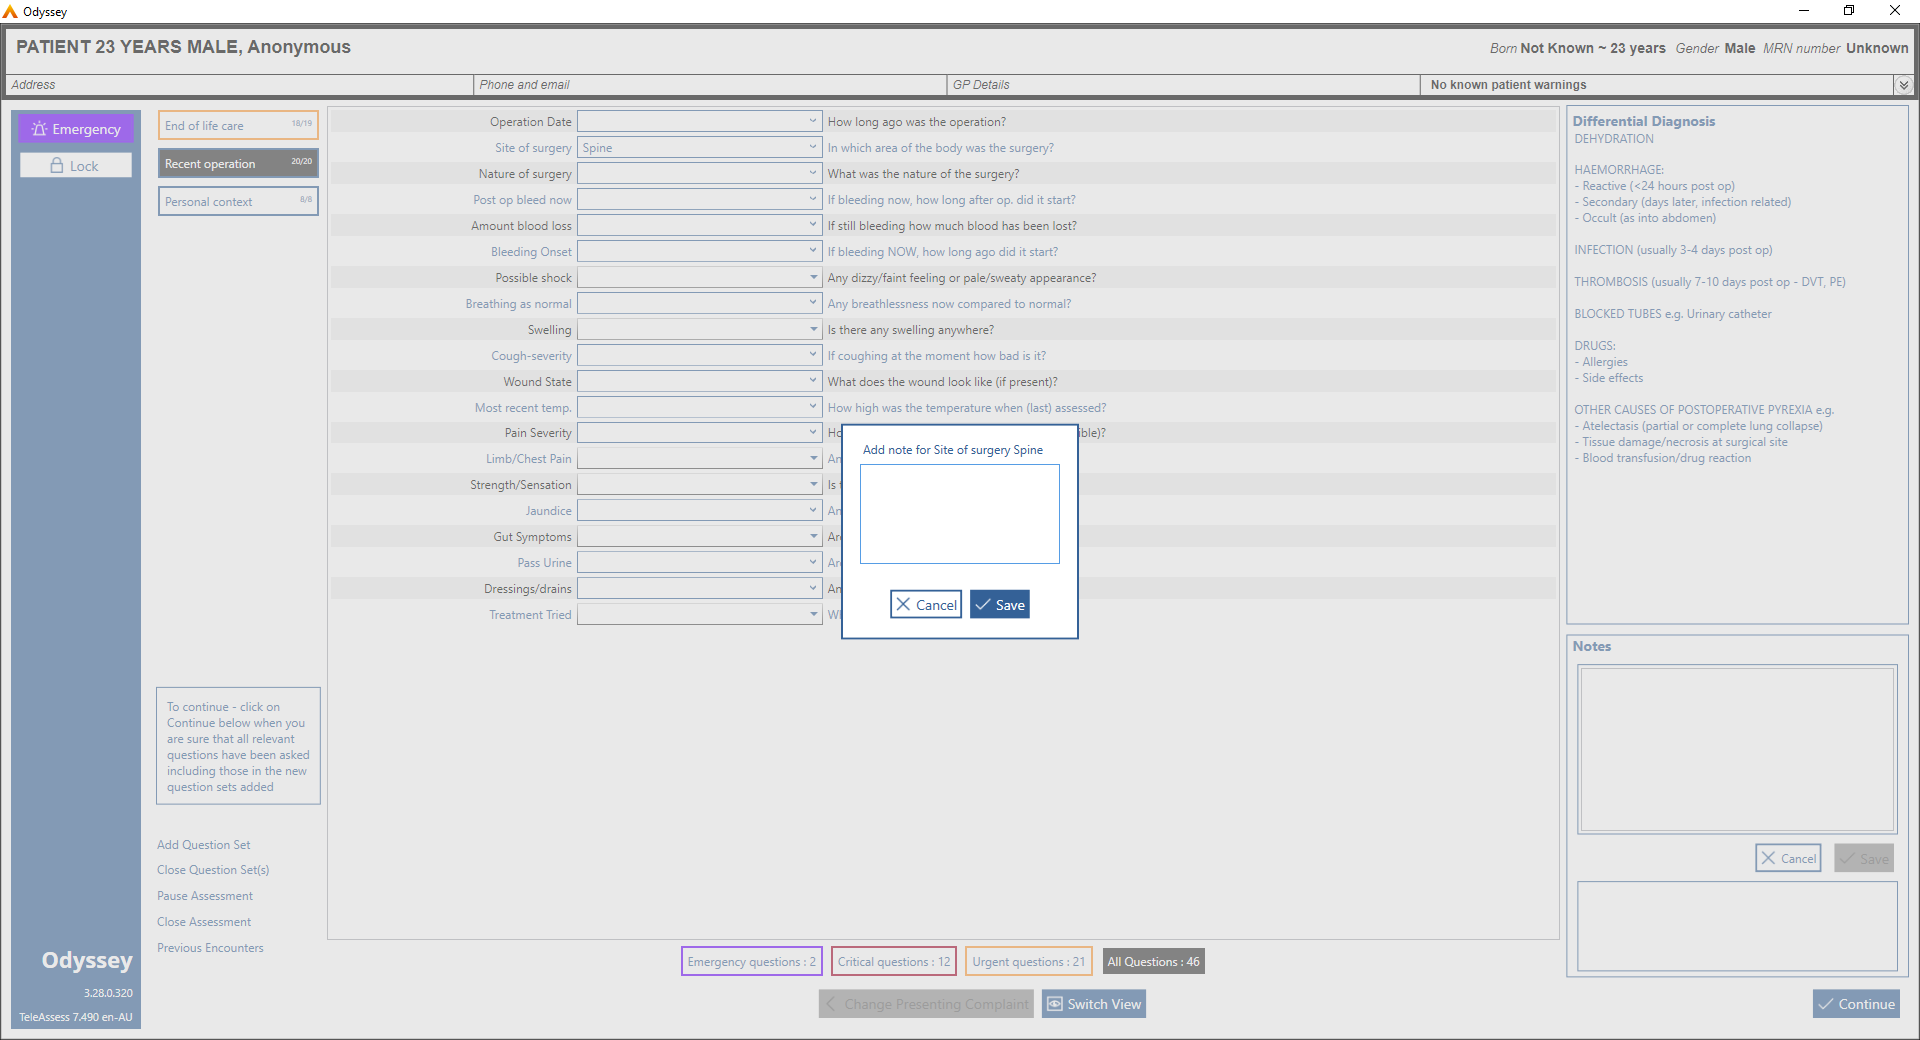 Odyssey
PATIENT 23 YEARS MALE, Anonymous
Born Not Known ~ 23 years Gender Male MRN number Unknown
Address
Phone and email
GP Details
No known patient warnings
Emergency
Lock
End of life care 18/19
Recent operation 20/20
Personal context 8/8
Operation Date How long ago was the operation?
Site of surgery Spine In which area of the body was the surgery?
Nature of surgery What was the nature of the surgery?
Post op bleed now If bleeding now, how long after op. did it start?
Amount blood loss If still bleeding how much blood has been lost?
Bleeding Onset If bleeding NOW, how long ago did it start?
Possible shock Any dizzy/faint feeling or pale/sweaty appearance?
Breathing as normal Any breathlessness now compared to normal?
Swelling Is there any swelling anywhere?
Cough-severity If coughing at the moment how bad is it?
Wound State What does the wound look like (if present)?
Most recent temp. How high was the temperature when (last) assessed?
Pain Severity
Limb/Chest Pain
Strength/Sensation
Jaundice
Gut Symptoms
Pass Urine
Dressings/drains
Treatment Tried
Add note for Site of surgery Spine
Cancel
Save
Differential Diagnosis
DEHYDRATION
HAEMORRHAGE:
- Reactive (<24 hours post op)
- Secondary (days later, infection related)
- Occult (as into abdomen)
INFECTION (usually 3-4 days post op)
THROMBOSIS (usually 7-10 days post op - DVT, PE)
BLOCKED TUBES e.g. Urinary catheter
DRUGS:
- Allergies
- Side effects
OTHER CAUSES OF POSTOPERATIVE PYREXIA e.g.
- Atelectasis (partial or complete lung collapse)
- Tissue damage/necrosis at surgical site
- Blood transfusion/drug reaction
Notes
Cancel
Save
To continue - click on
Continue below when you
are sure that all relevant
questions have been asked
including those in the new
question sets added
Add Question Set
Close Question Set(s)
Pause Assessment
Close Assessment
Previous Encounters
Odyssey
3.28.0.320
TeleAssess 7.490 en-AU
Emergency questions : 2
Critical questions : 12
Urgent questions : 21
All Questions : 46
Change Presenting Complaint
Switch View
Continue